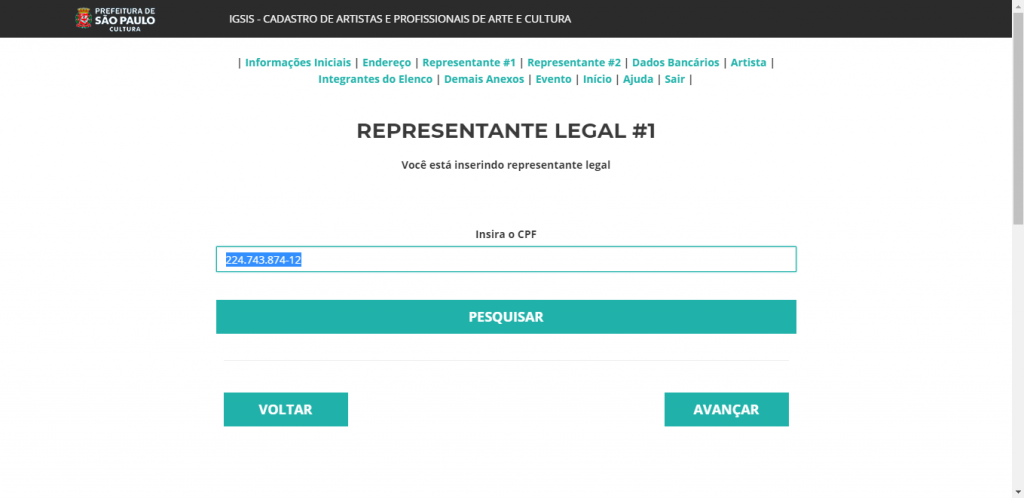 PREFEITURA DE
SÃO PAULO
CULTURA
IGSIS - CADASTRO DE ARTISTAS E PROFISSIONAIS DE ARTE E CULTURA
| Informações Iniciais | Endereço | Representante #1 | Representante #2 | Dados Bancários | Artista |
Integrantes do Elenco | Demais Anexos | Evento | Início | Ajuda | Sair |
REPRESENTANTE LEGAL #1
Você está inserindo representante legal
Insira o CPF
224.743.874-12
PESQUISAR
VOLTAR
AVANÇAR